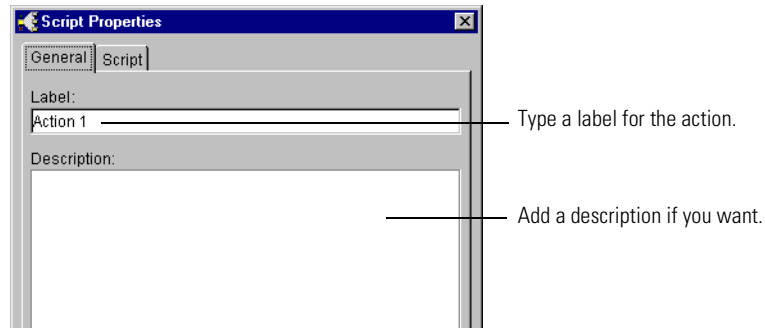 Script Properties
General Script
Label:
Action 1
Type a label for the action.
Description:
Add a description if you want.